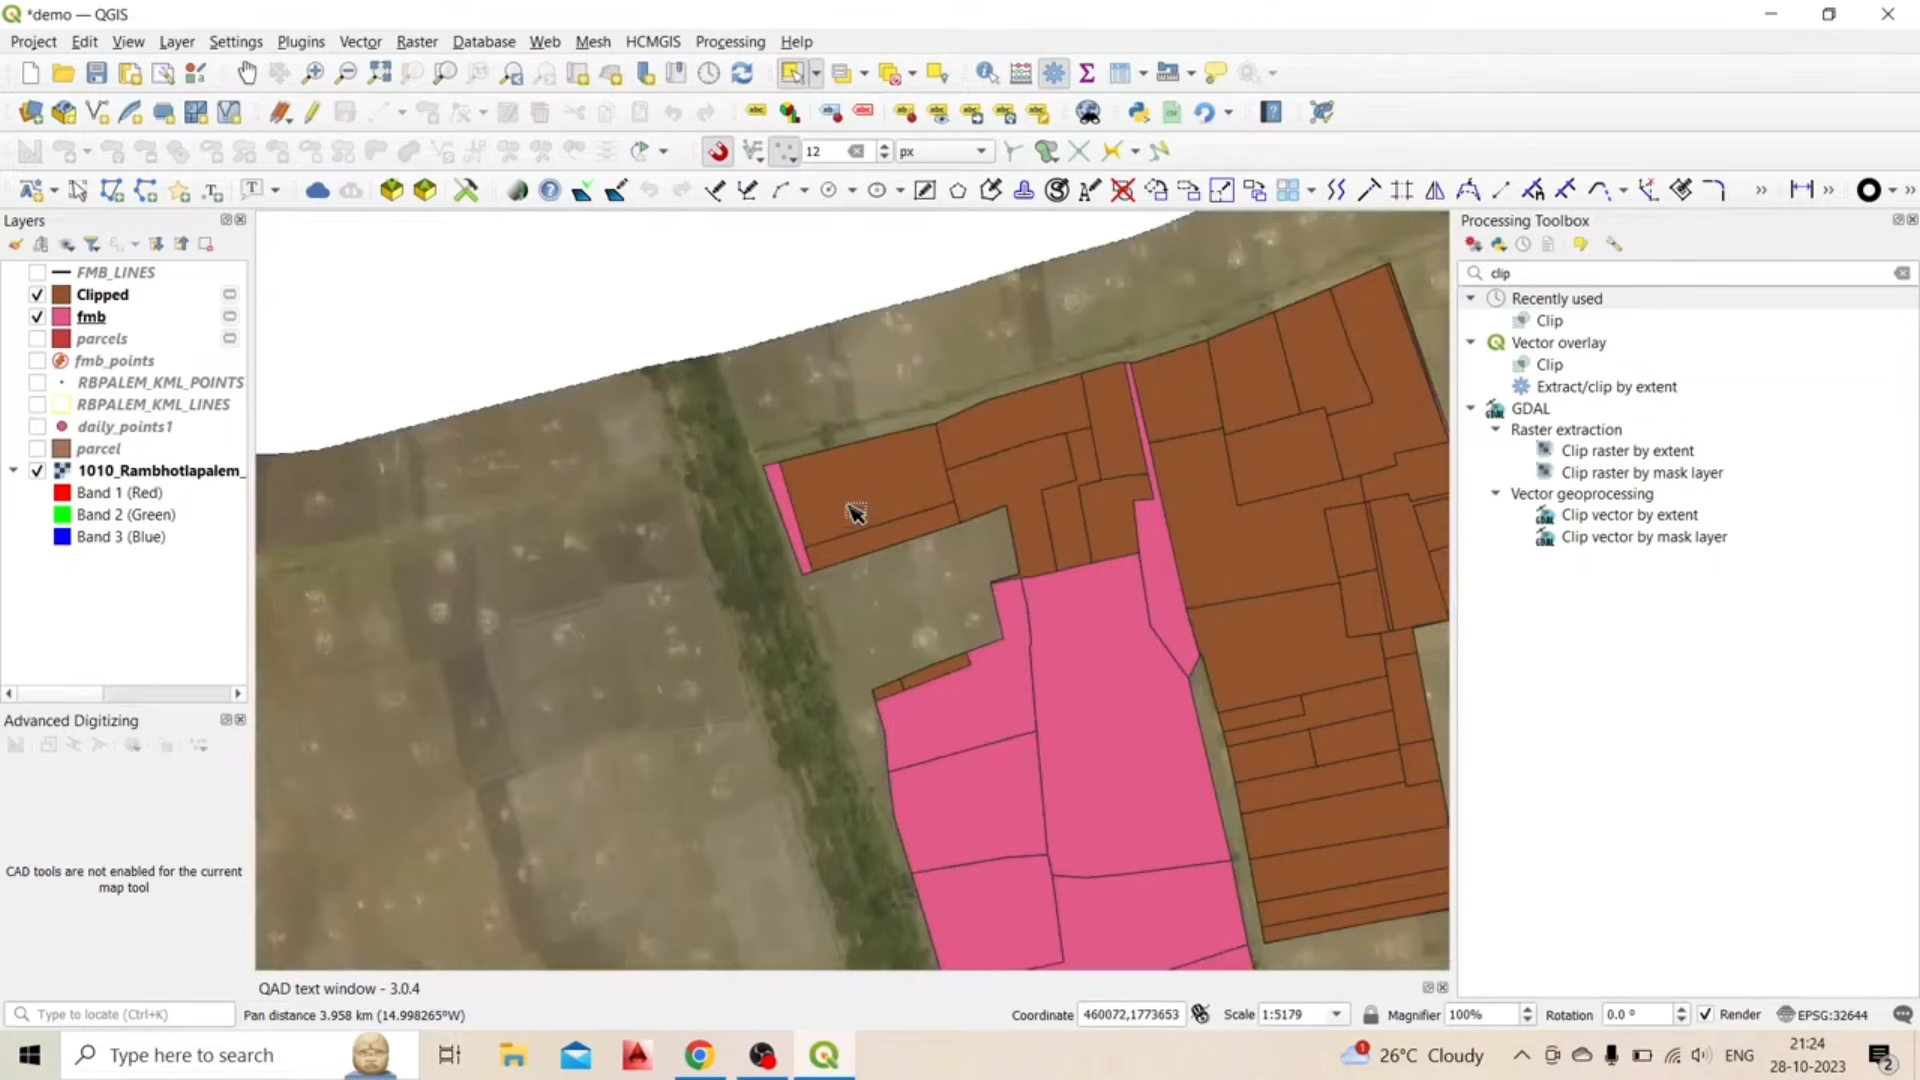 *demo — QGIS
Project Edit View Layer Settings Plugins Vector Raster Database Web Mesh HCMGIS Processing Help
12 px
Layers
FMB_LINES
Clipped
fmb
parcels
fmb_points
RBPALEM_KML_POINTS
RBPALEM_KML_LINES
daily_points1
parcel
1010_Rambhotlapalem_
Band 1 (Red)
Band 2 (Green)
Band 3 (Blue)
Advanced Digitizing
CAD tools are not enabled for the current
map tool
Processing Toolbox
clip
Recently used
Clip
Vector overlay
Clip
Extract/clip by extent
GDAL
Raster extraction
Clip raster by extent
Clip raster by mask layer
Vector geoprocessing
Clip vector by extent
Clip vector by mask layer
QAD text window - 3.0.4
Type to locate (Ctrl+K) Pan distance 3.958 km (14.998265°W) Coordinate 460072,1773653 Scale 1:5179 Magnifier 100% Rotation 0.0 ° Render EPSG:32644
Type here to search 1 26°C Cloudy ENG 21:24
28-10-2023 2